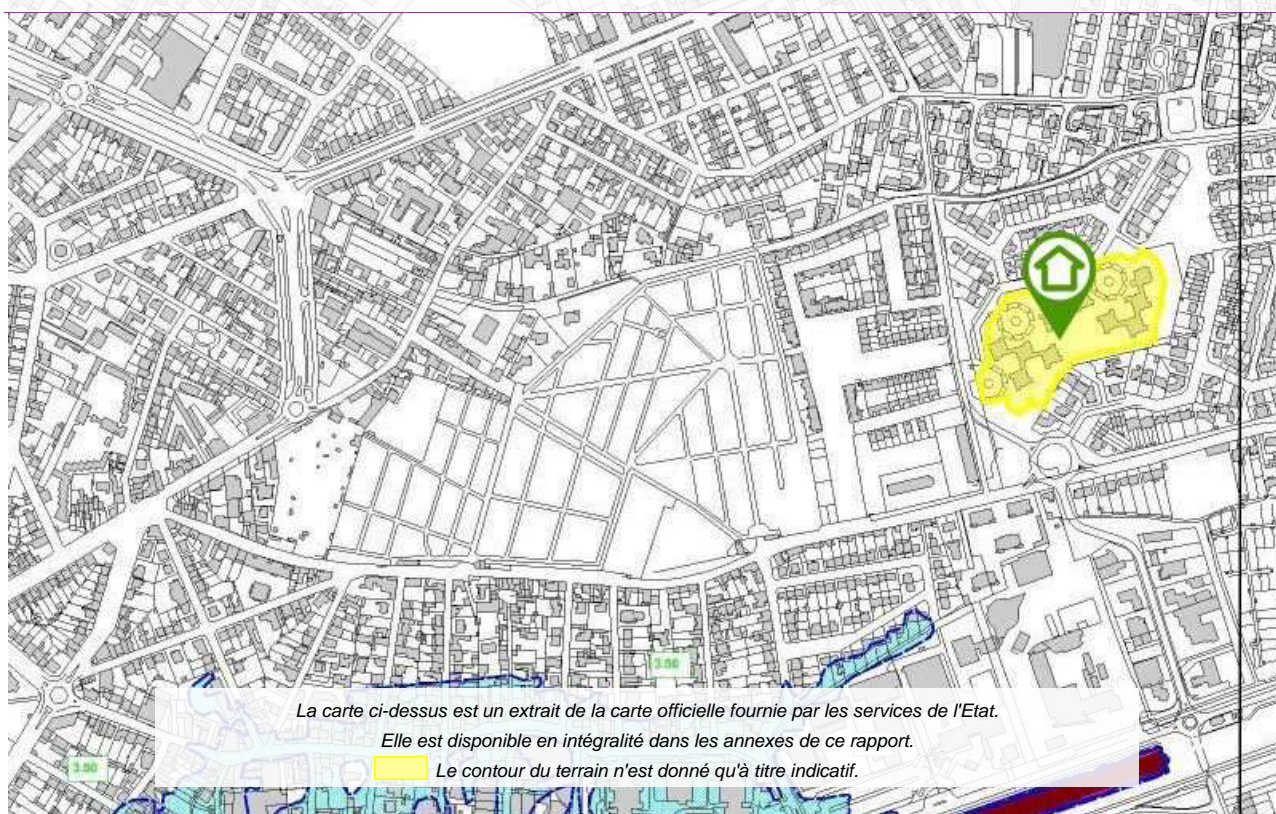 3.50
La carte ci-dessus est un extrait de la carte officielle fournie par les services de l'Etat.
Elle est disponible en intégralité dans les annexes de ce rapport.
3.50
Le contour du terrain n'est donné qu'à titre indicatif.